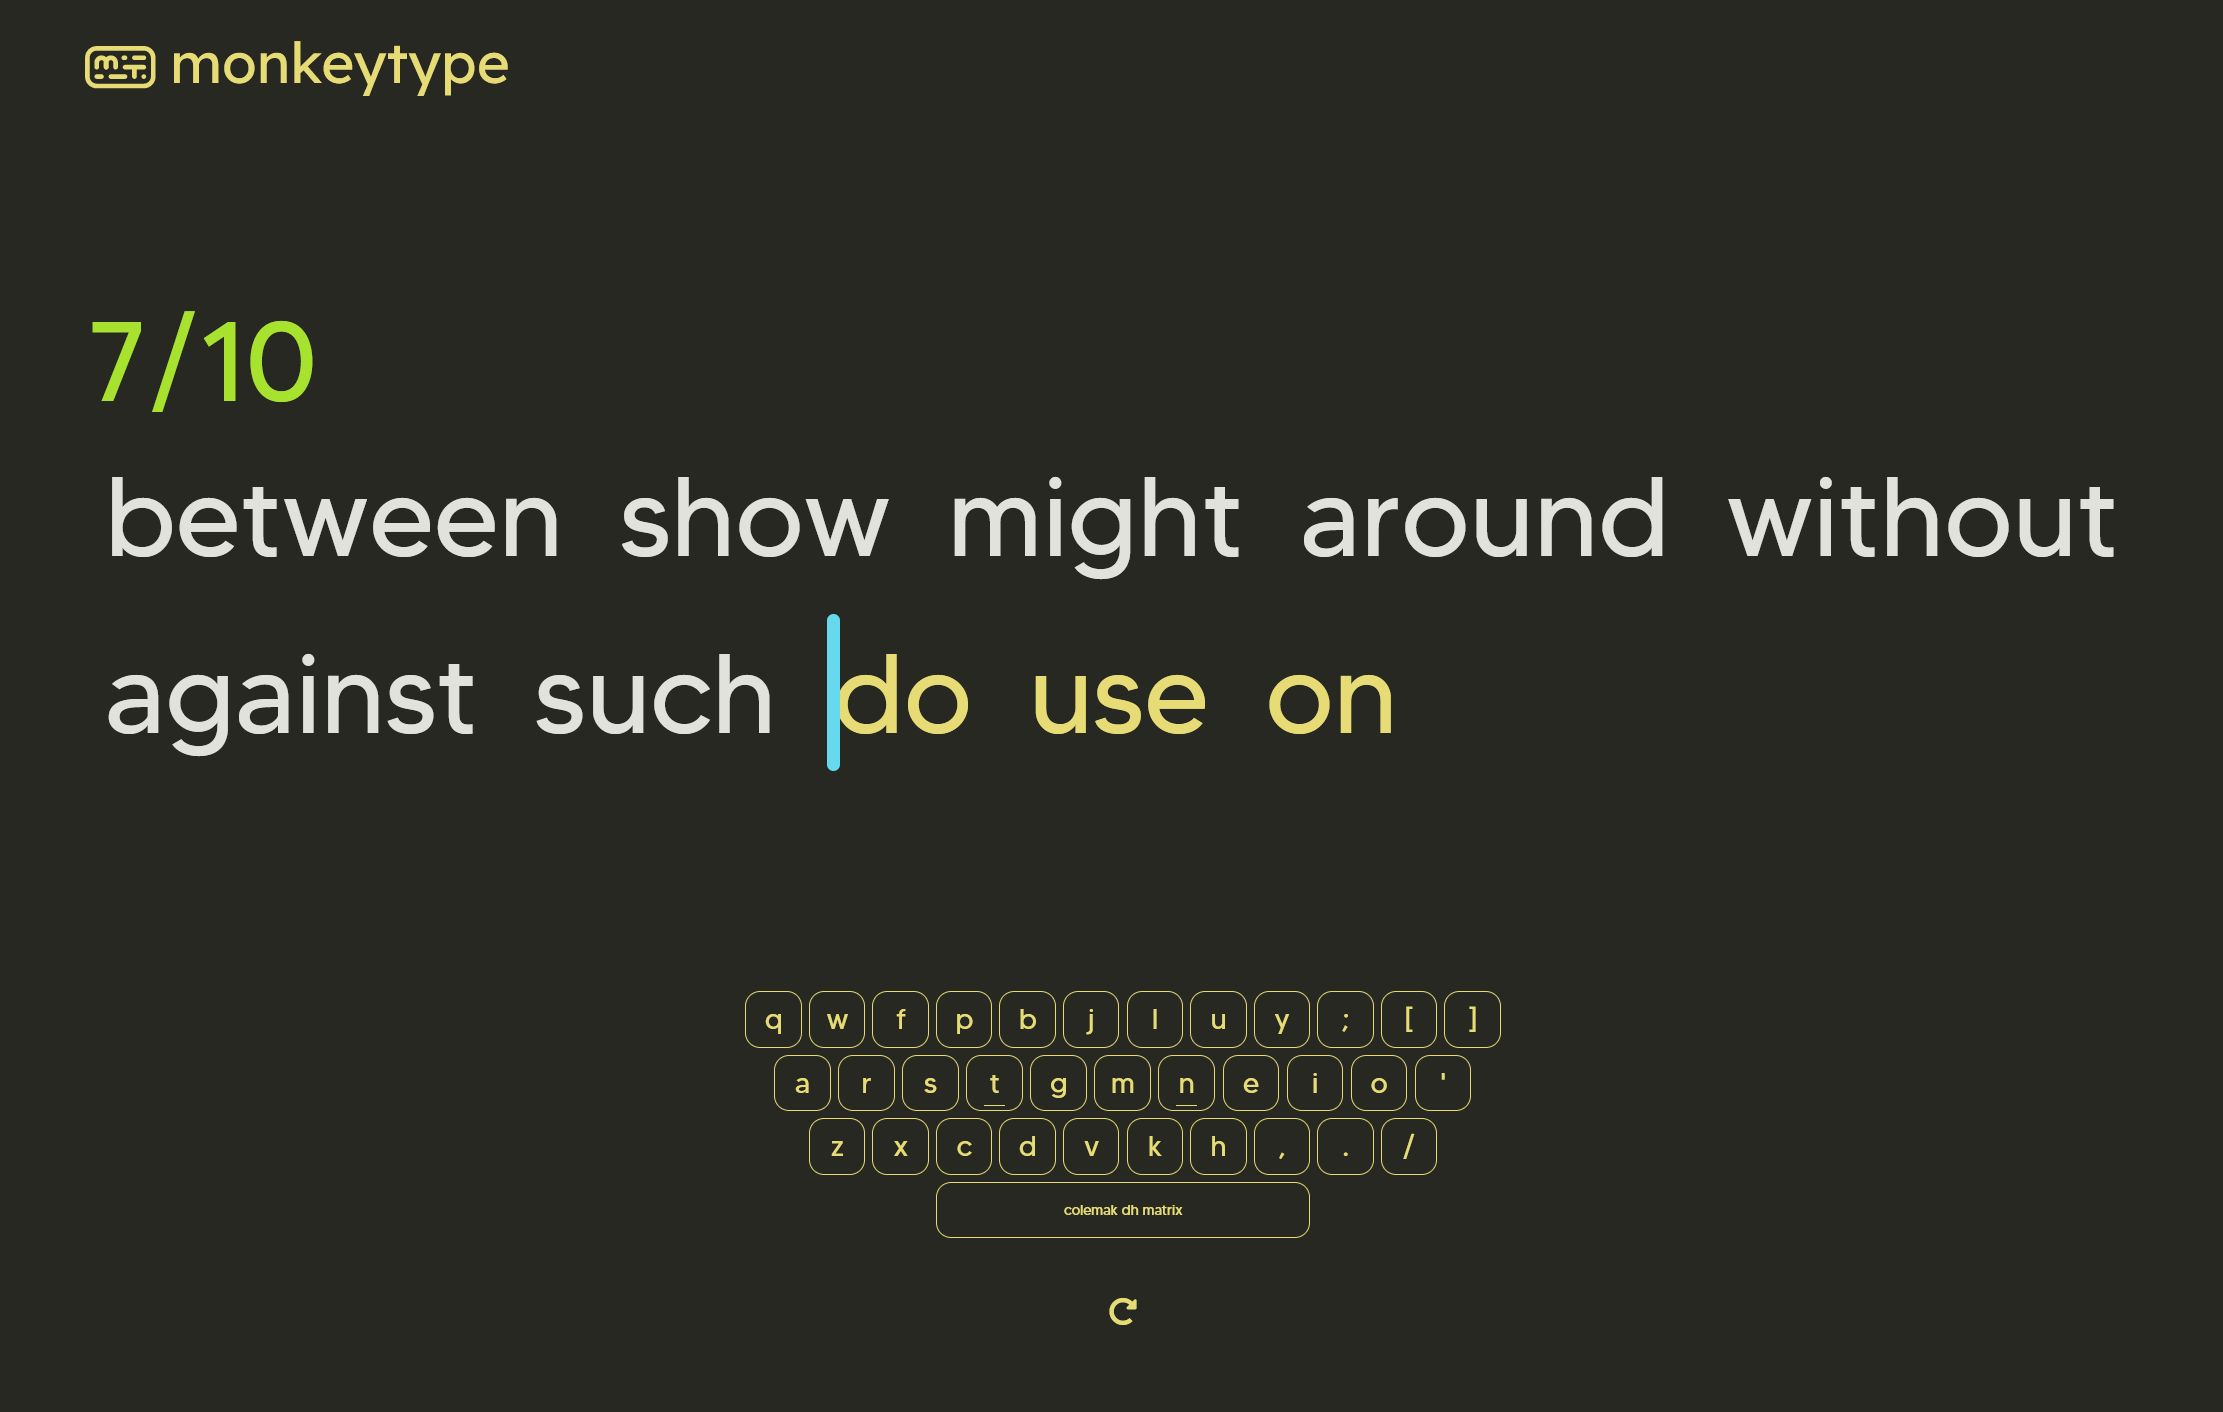 monkeytype
7/10
between show might around without
against such do use on
q w f p b j l u y ; [ ]
a r s t g m n e i o '
z x c d v k h , . /
colemak dh matrix